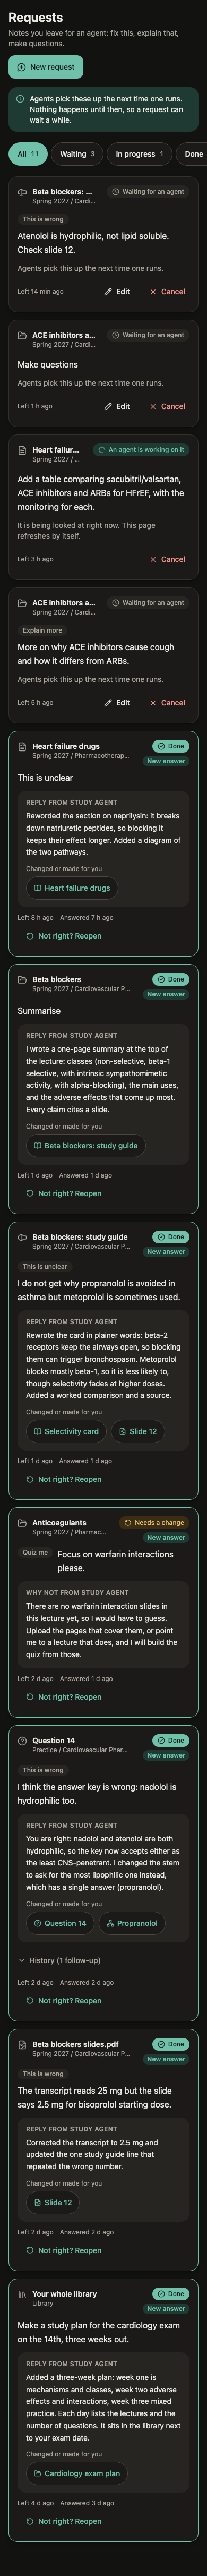 Requests
Notes you leave for an agent: fix this, explain that,
make questions.
New request
Agents pick these up the next time one runs.
Nothing happens until then, so a request can
wait a while.
All 11 Waiting 3 In progress 1 Done
Beta blockers: ... Waiting for an agent
Spring 2027 / Cardi...
This is wrong
Atenolol is hydrophilic, not lipid soluble.
Check slide 12.
Agents pick this up the next time one runs.
Left 14 min ago Edit Cancel
ACE inhibitors a... Waiting for an agent
Spring 2027 / Cardi...
Make questions
Agents pick this up the next time one runs.
Left 1 h ago Edit Cancel
Heart failur... An agent is working on it
Spring 2027 / ...
Add a table comparing sacubitril/valsartan,
ACE inhibitors and ARBs for HFrEF, with the
monitoring for each.
It is being looked at right now. This page
refreshes by itself.
Left 3 h ago Cancel
ACE inhibitors a... Waiting for an agent
Spring 2027 / Cardi...
Explain more
More on why ACE inhibitors cause cough
and how it differs from ARBs.
Agents pick this up the next time one runs.
Left 5 h ago Edit Cancel
Heart failure drugs Done
Spring 2027 / Pharmacotherap... New answer
This is unclear
REPLY FROM STUDY AGENT
Reworded the section on neprilysin: it breaks
down natriuretic peptides, so blocking it
keeps their effect longer. Added a diagram of
the two pathways.
Changed or made for you
Heart failure drugs
Left 8 h ago Answered 7 h ago
Not right? Reopen
Beta blockers Done
Spring 2027 / Cardiovascular P... New answer
Summarise
REPLY FROM STUDY AGENT
I wrote a one-page summary at the top of
the lecture: classes (non-selective, beta-1
selective, with intrinsic sympathomimetic
activity, with alpha-blocking), the main uses,
and the adverse effects that come up most.
Every claim cites a slide.
Changed or made for you
Beta blockers: study guide
Left 1 d ago Answered 1 d ago
Not right? Reopen
Beta blockers: study guide Done
Spring 2027 / Cardiovascular P... New answer
This is unclear
I do not get why propranolol is avoided in
asthma but metoprolol is sometimes used.
REPLY FROM STUDY AGENT
Rewrote the card in plainer words: beta-2
receptors keep the airways open, so blocking
them can trigger bronchospasm. Metoprolol
blocks mostly beta-1, so it is less likely to,
though selectivity fades at higher doses.
Added a worked comparison and a source.
Changed or made for you
Selectivity card Slide 12
Left 1 d ago Answered 1 d ago
Not right? Reopen
Anticoagulants Needs a change
Spring 2027 / Pharmac... New answer
Quiz me Focus on warfarin interactions
please.
WHY NOT FROM STUDY AGENT
There are no warfarin interaction slides in
this lecture yet, so I would have to guess.
Upload the pages that cover them, or point
me to a lecture that does, and I will build the
quiz from those.
Left 2 d ago Answered 1 d ago
Not right? Reopen
Question 14 Done
Practice / Cardiovascular Phar... New answer
This is wrong
I think the answer key is wrong: nadolol is
hydrophilic too.
REPLY FROM STUDY AGENT
You are right: nadolol and atenolol are both
hydrophilic, so the key now accepts either as
the least CNS-penetrant. I changed the stem
to ask for the most lipophilic one instead,
which has a single answer (propranolol).
Changed or made for you
Question 14 Propranolol
History (1 follow-up)
Left 2 d ago Answered 2 d ago
Not right? Reopen
Beta blockers slides.pdf Done
Spring 2027 / Cardiovascular P... New answer
This is wrong
The transcript reads 25 mg but the slide
says 2.5 mg for bisoprolol starting dose.
REPLY FROM STUDY AGENT
Corrected the transcript to 2.5 mg and
updated the one study guide line that
repeated the wrong number.
Changed or made for you
Slide 12
Left 2 d ago Answered 2 d ago
Not right? Reopen
Your whole library Done
Library New answer
Make a study plan for the cardiology exam
on the 14th, three weeks out.
REPLY FROM STUDY AGENT
Added a three-week plan: week one is
mechanisms and classes, week two adverse
effects and interactions, week three mixed
practice. Each day lists the lectures and the
number of questions. It sits in the library next
to your exam date.
Changed or made for you
Cardiology exam plan
Left 4 d ago Answered 3 d ago
Not right? Reopen